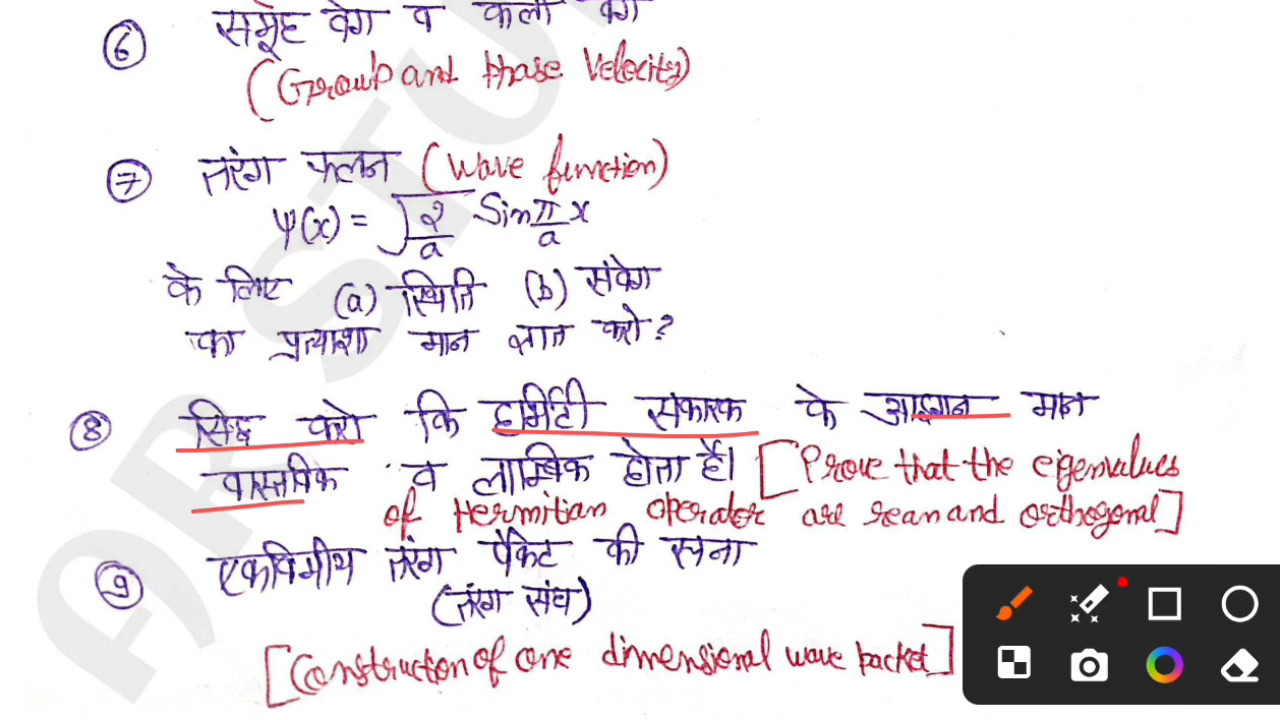 ⑥ समूह वेग व कला वेग
(Group and Phase Velocity)
⑦ तरंग फलन (Wave function)
Ψ(x) = √2/a Sin π/a x
के लिए (a) स्थिति (b) संवेग
का प्रत्याशा मान ज्ञात करो?
⑧ सिद्ध करो कि हर्मिटी संकारक के आइगन मान
वास्तविक व लाम्बिक होता है। [Prove that the eigenvalues
of Hermitian operator are rean and orthogonal]
⑨ एकविमीय तरंग पैकेट की रचना
(तरंग संघ)
[Construction of one dimensional wave packet]
AR STU